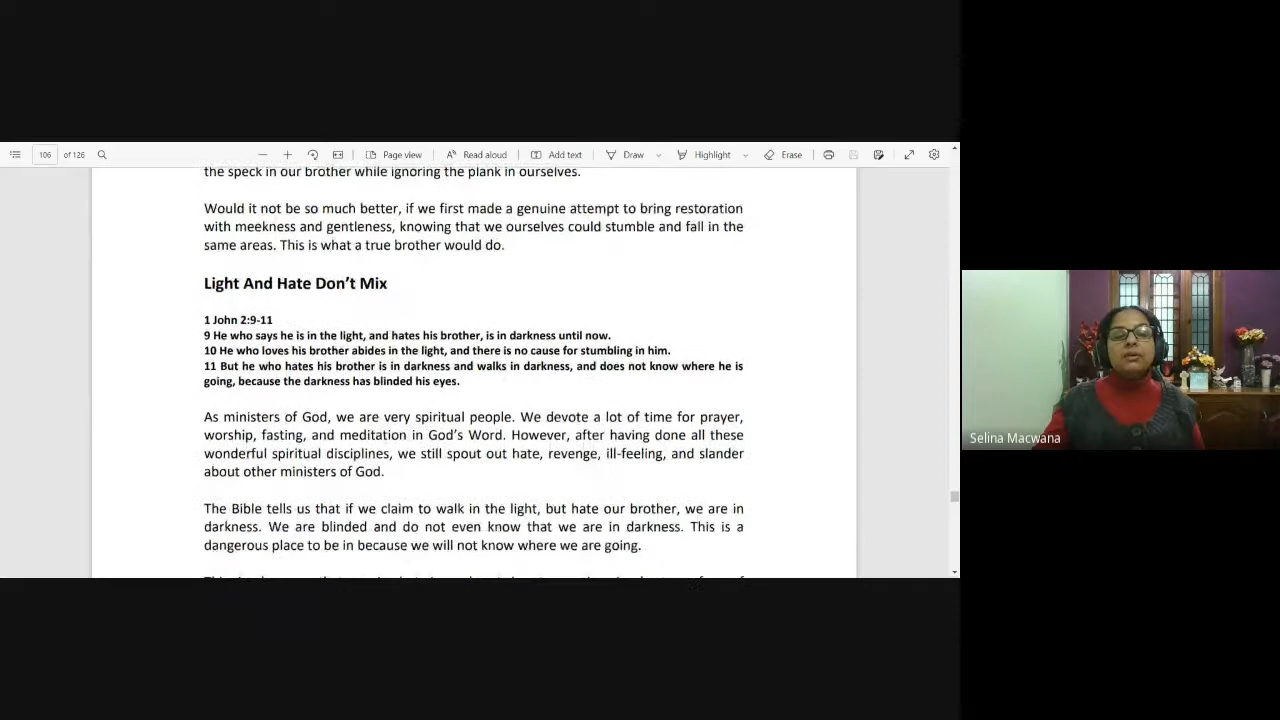 106 of 126 Page view Read aloud Add text Draw Highlight Erase
the speck in our brother while ignoring the plank in ourselves.
Would it not be so much better, if we first made a genuine attempt to bring restoration
with meekness and gentleness, knowing that we ourselves could stumble and fall in the
same areas. This is what a true brother would do.
Light And Hate Don’t Mix
1 John 2:9-11
9 He who says he is in the light, and hates his brother, is in darkness until now.
10 He who loves his brother abides in the light, and there is no cause for stumbling in him.
11 But he who hates his brother is in darkness and walks in darkness, and does not know where he is
going, because the darkness has blinded his eyes.
As ministers of God, we are very spiritual people. We devote a lot of time for prayer,
worship, fasting, and meditation in God’s Word. However, after having done all these
wonderful spiritual disciplines, we still spout out hate, revenge, ill-feeling, and slander
about other ministers of God.
The Bible tells us that if we claim to walk in the light, but hate our brother, we are in
darkness. We are blinded and do not even know that we are in darkness. This is a
dangerous place to be in because we will not know where we are going.
Selina Macwana